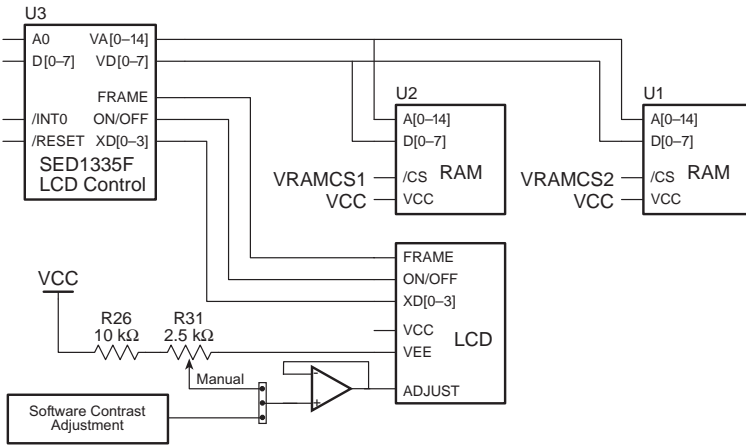 U3
A0 VA[0–14]
D[0–7] VD[0–7]
FRAME
/INT0 ON/OFF
/RESET XD[0–3]
SED1335F
LCD Control
U2
A[0–14]
D[0–7]
RAM
VRAMCS1 /CS
VCC VCC
U1
A[0–14]
D[0–7]
RAM
VRAMCS2 /CS
VCC VCC
FRAME
ON/OFF
XD[0–3]
VCC
LCD
VEE
ADJUST
VCC
R26 R31
10 kΩ 2.5 kΩ
Manual
-
+
Software Contrast
Adjustment